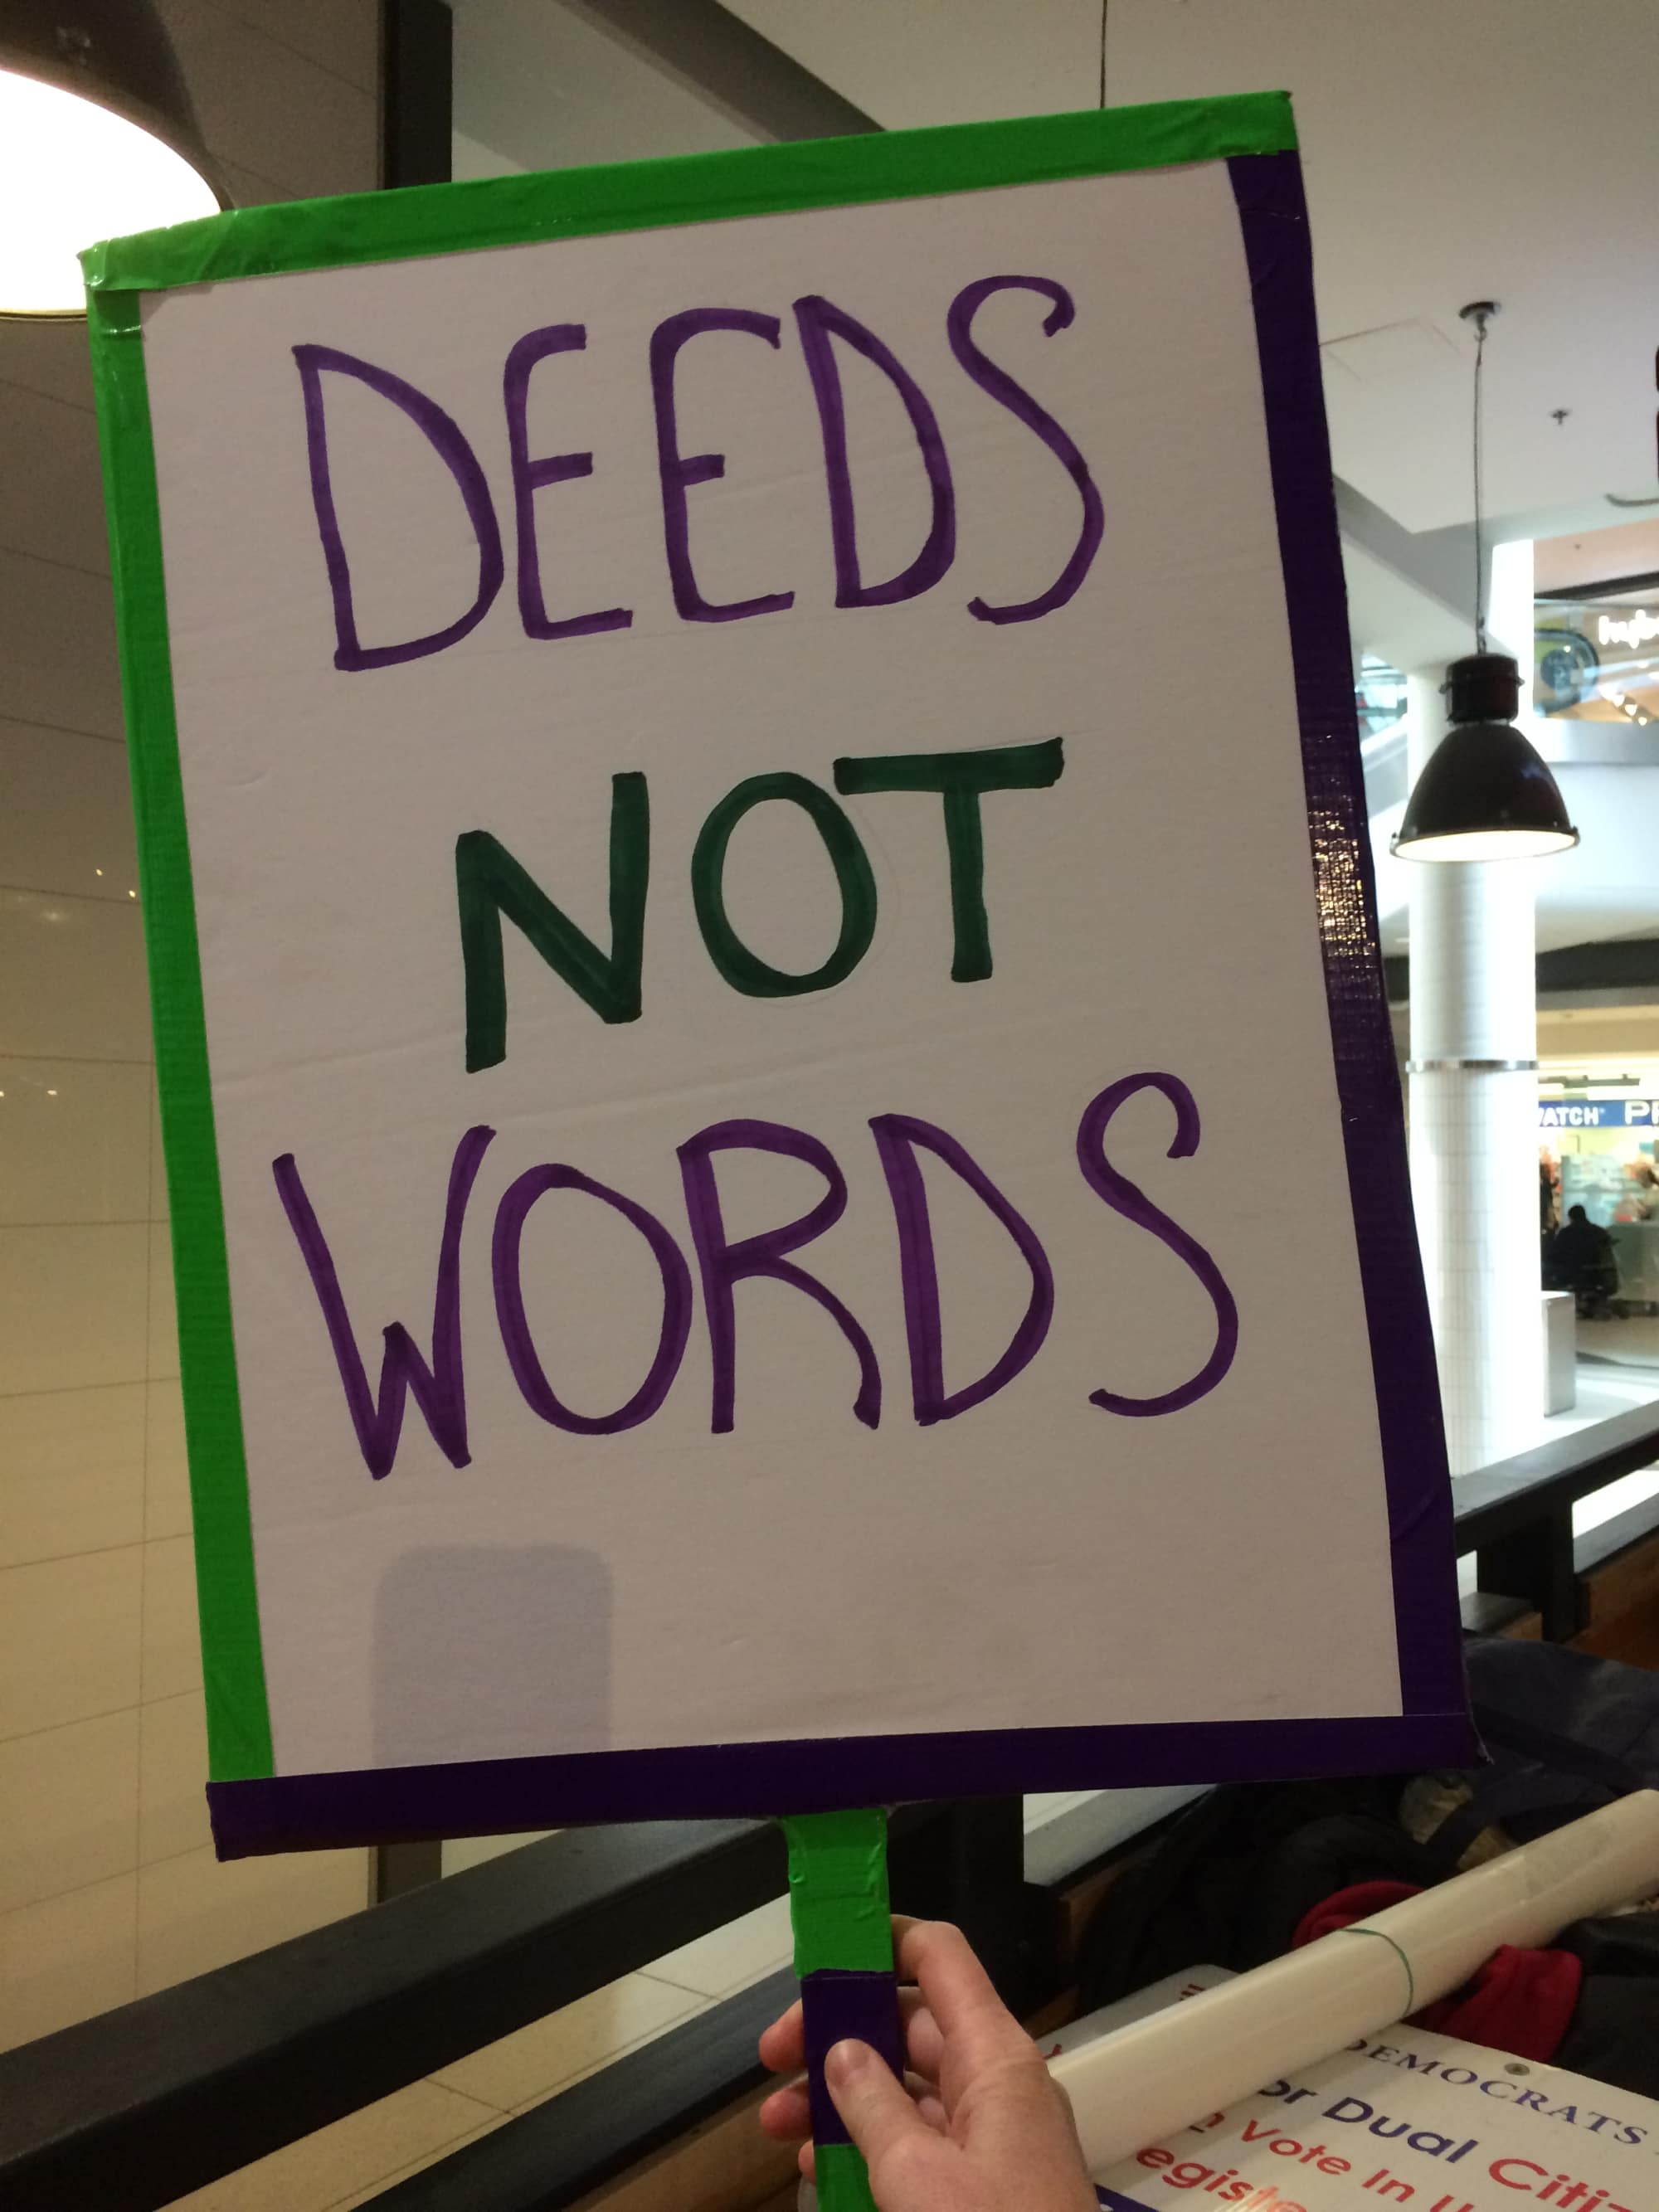 DEEDS
NOT
WORDS
DEMOCRATS
Dual
Vote In